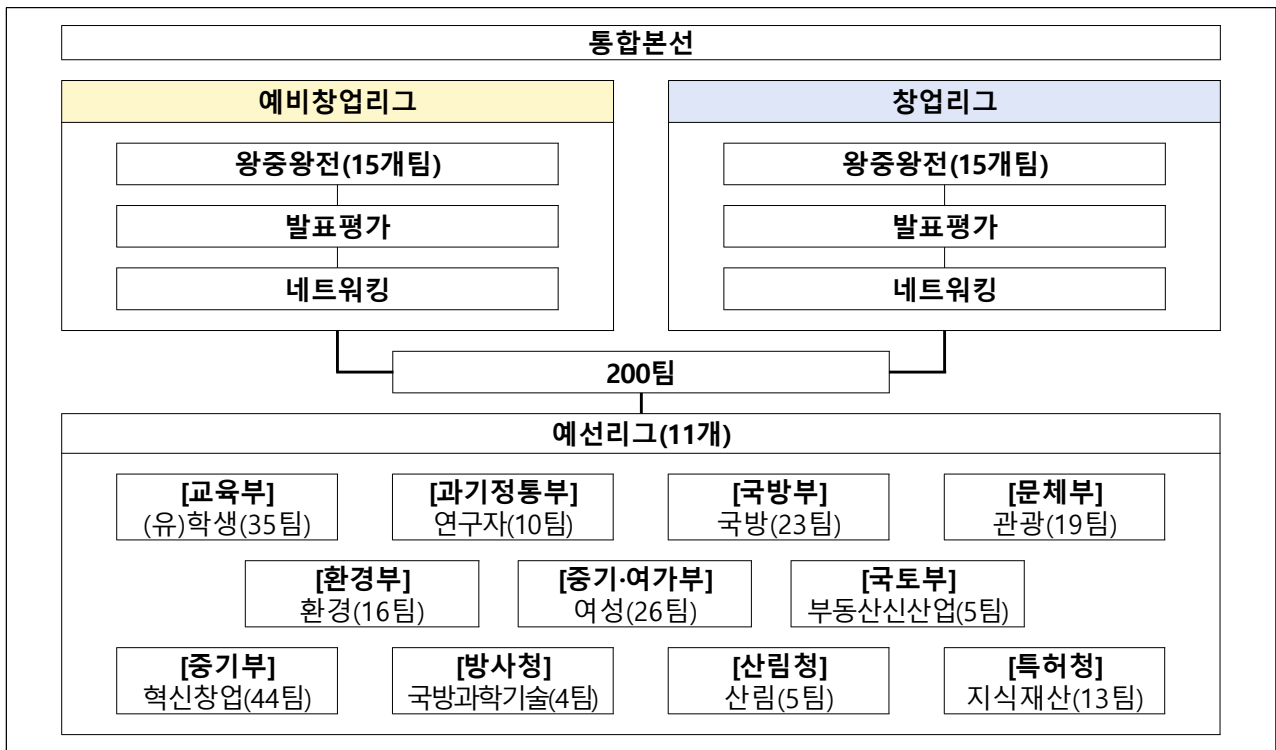 통합본선
예비창업리그
창업리그
왕중왕전(15개팀)
왕중왕전(15개팀)
발표평가
발표평가
네트워킹
네트워킹
200팀
예선리그(11개)
[교육부]
(유)학생(35팀)
[과기정통부]
연구자(10팀)
[국방부]
국방(23팀)
[문체부]
관광(19팀)
[환경부]
환경(16팀)
[중기·여가부]
여성(26팀)
[국토부]
부동산신산업(5팀)
[중기부]
혁신창업(44팀)
[방사청]
국방과학기술(4팀)
[산림청]
산림(5팀)
[특허청]
지식재산(13팀)